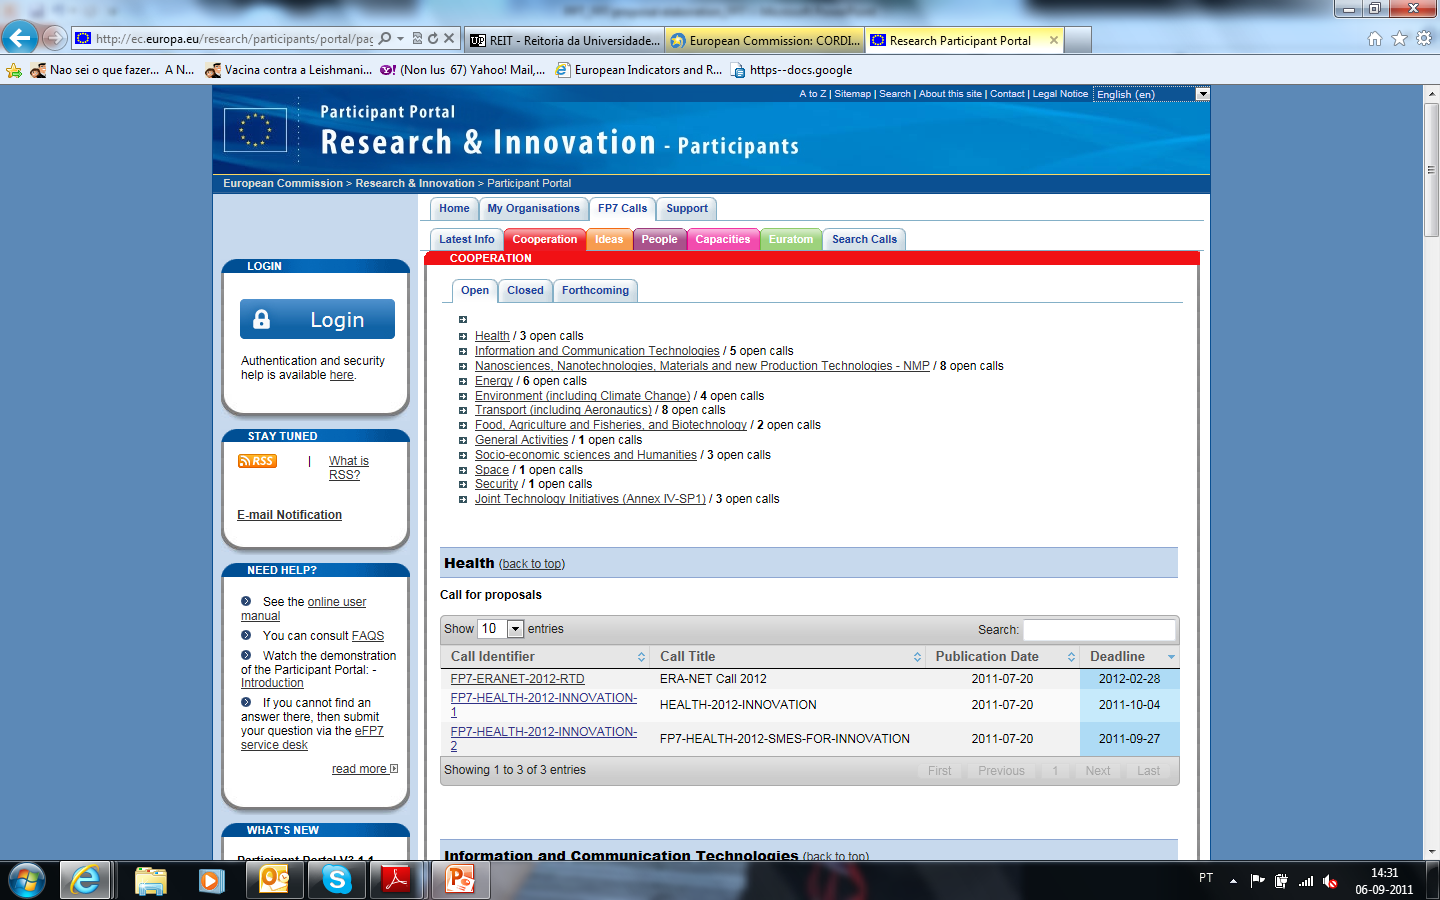 http://ec.europa.eu/research/participants/portal/pag
REIT - Reitoria da Universidade...
European Commission: CORDI...
Research Participant Portal
Nao sei o que fazer... A N...
Vacina contra a Leishmani...
(Non lus 67) Yahoo! Mail,...
European Indicators and R...
https--docs.google
A to Z | Sitemap | Search | About this site | Contact | Legal Notice
English (en)
Participant Portal
Research & Innovation - Participants
European Commission > Research & Innovation > Participant Portal
Home
My Organisations
FP7 Calls
Support
Latest Info
Cooperation
Ideas
People
Capacities
Euratom
Search Calls
LOGIN
Login
Authentication and security
help is available here.
STAY TUNED
RSS
|
What is
RSS?
E-mail Notification
NEED HELP?
See the online user
manual
You can consult FAQS
Watch the demonstration
of the Participant Portal: -
Introduction
If you cannot find an
answer there, then submit
your question via the eFP7
service desk
read more
WHAT'S NEW
Participant Portal V3.1.1
COOPERATION
Open
Closed
Forthcoming
Health / 3 open calls
Information and Communication Technologies / 5 open calls
Nanosciences, Nanotechnologies, Materials and new Production Technologies - NMP / 8 open calls
Energy / 6 open calls
Environment (including Climate Change) / 4 open calls
Transport (including Aeronautics) / 8 open calls
Food, Agriculture and Fisheries, and Biotechnology / 2 open calls
General Activities / 1 open calls
Socio-economic sciences and Humanities / 3 open calls
Space / 1 open calls
Security / 1 open calls
Joint Technology Initiatives (Annex IV-SP1) / 3 open calls
Health (back to top)
Call for proposals
Show 10 entries
Search:
Call Identifier Call Title Publication Date Deadline
FP7-ERANET-2012-RTD ERA-NET Call 2012 2011-07-20 2012-02-28
FP7-HEALTH-2012-INNOVATION-
1 HEALTH-2012-INNOVATION 2011-07-20 2011-10-04
FP7-HEALTH-2012-INNOVATION-
2 FP7-HEALTH-2012-SMES-FOR-INNOVATION 2011-07-20 2011-09-27
Showing 1 to 3 of 3 entries
First Previous 1 Next Last
Information and Communication Technologies (back to top)
PT
14:31
06-09-2011